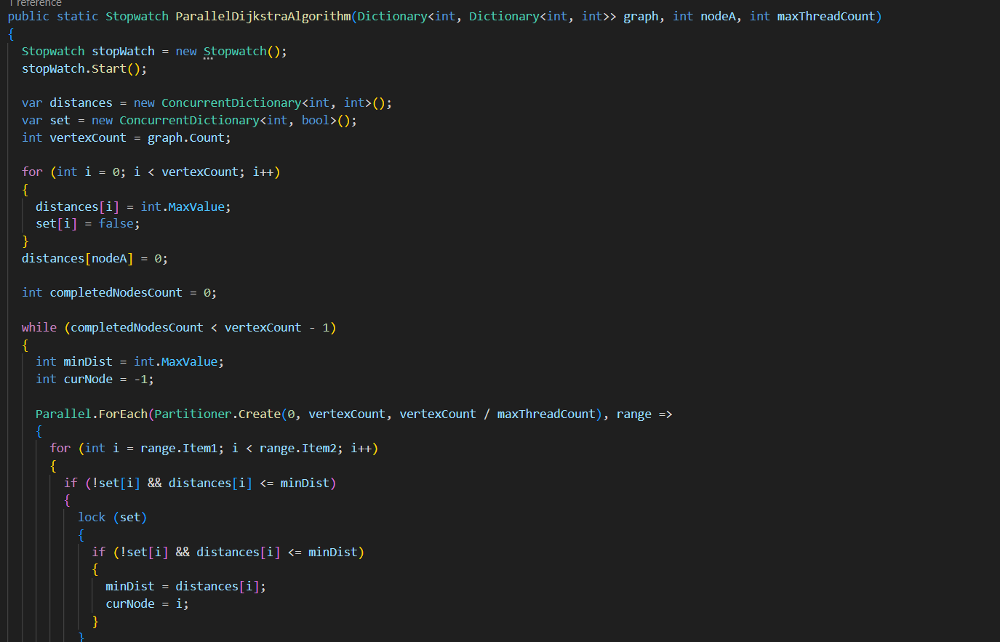 1 reference
public static Stopwatch ParallelDijkstraAlgorithm(Dictionary<int, Dictionary<int, int>> graph, int nodeA, int maxThreadCount)
{
Stopwatch stopWatch = new Stopwatch();
stopWatch.Start();
var distances = new ConcurrentDictionary<int, int>();
var set = new ConcurrentDictionary<int, bool>();
int vertexCount = graph.Count;
for (int i = 0; i < vertexCount; i++)
{
distances[i] = int.MaxValue;
set[i] = false;
}
distances[nodeA] = 0;
int completedNodesCount = 0;
while (completedNodesCount < vertexCount - 1)
{
int minDist = int.MaxValue;
int curNode = -1;
Parallel.ForEach(Partitioner.Create(0, vertexCount, vertexCount / maxThreadCount), range =>
{
for (int i = range.Item1; i < range.Item2; i++)
{
if (!set[i] && distances[i] <= minDist)
{
lock (set)
{
if (!set[i] && distances[i] <= minDist)
{
minDist = distances[i];
curNode = i;
}
}